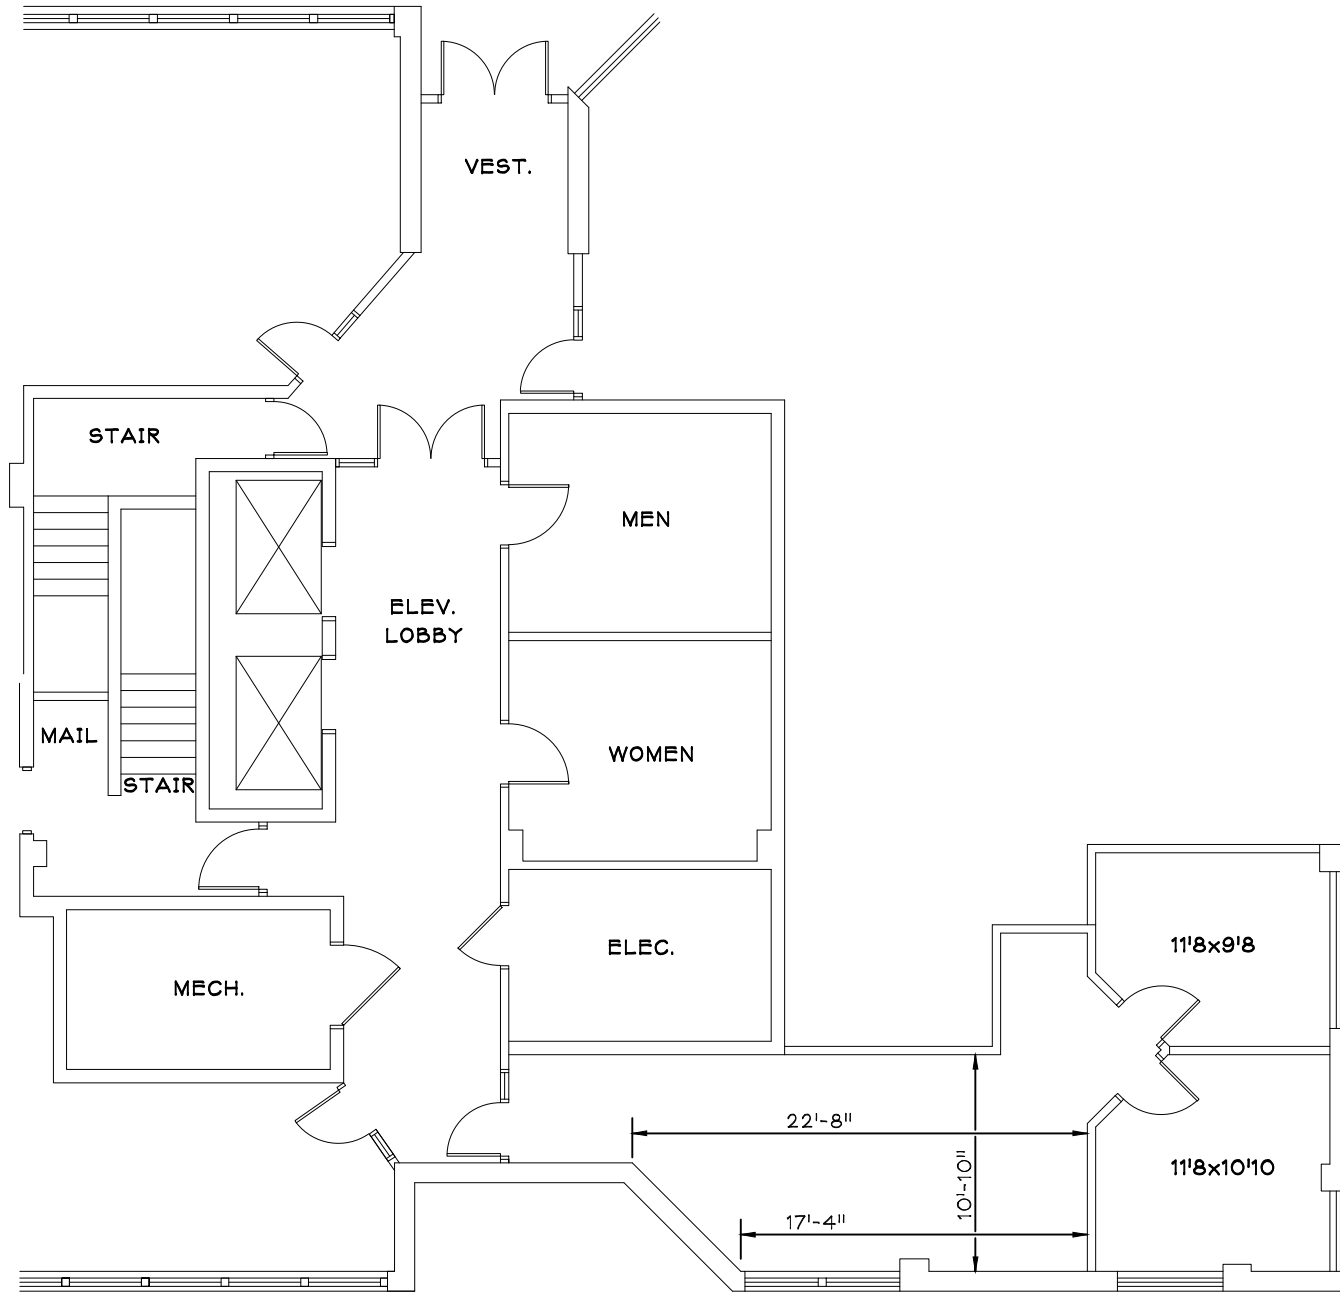 VEST.
STAIR
MEN
ELEV.
LOBBY
MAIL
WOMEN
STAIR
ELEC.
11'8x9'8
MECH.
22'-8"
10'-10"
11'8x10'10
17'-4"